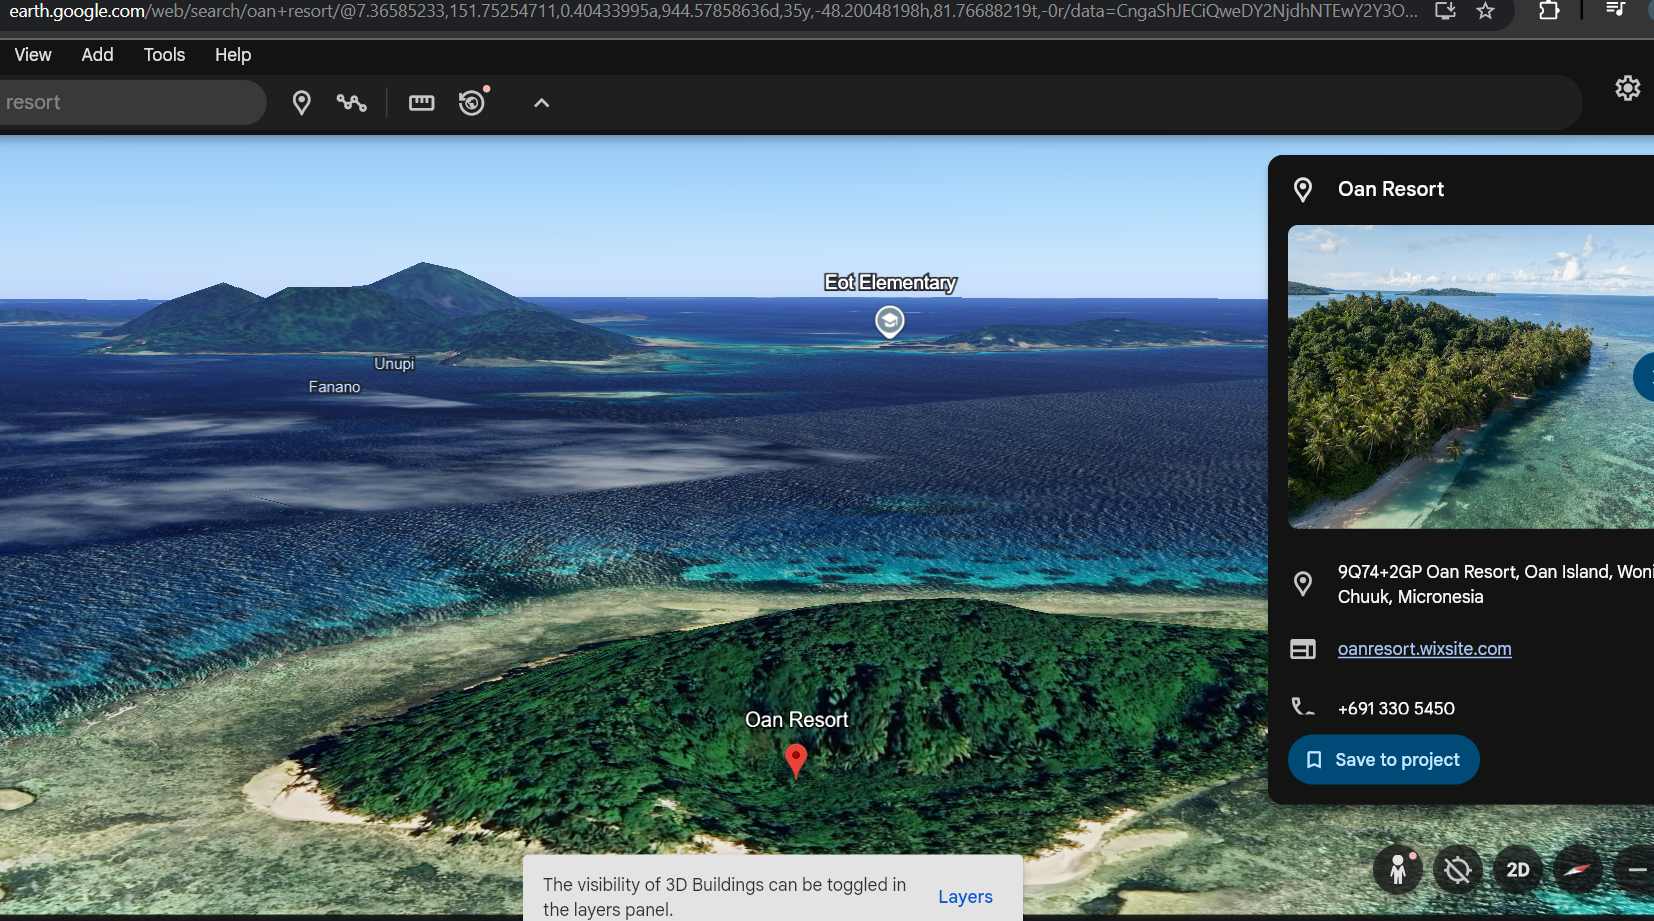 earth.google.com/web/search/oan+resort/@7.36585233,151.75254711,0.40433995a,944.57858636d,35y,-48.20048198h,81.76688219t,-0r/data=CngaShJECiQweDY2NjdhNTEwY2Y3O...
View Add Tools Help
resort
Oan Resort
Eot Elementary
Unupi
Fanano
9Q74+2GP Oan Resort, Oan Island, Woni
Chuuk, Micronesia
oanresort.wixsite.com
+691 330 5450
Oan Resort
Save to project
2D
The visibility of 3D Buildings can be toggled in
the layers panel.
Layers